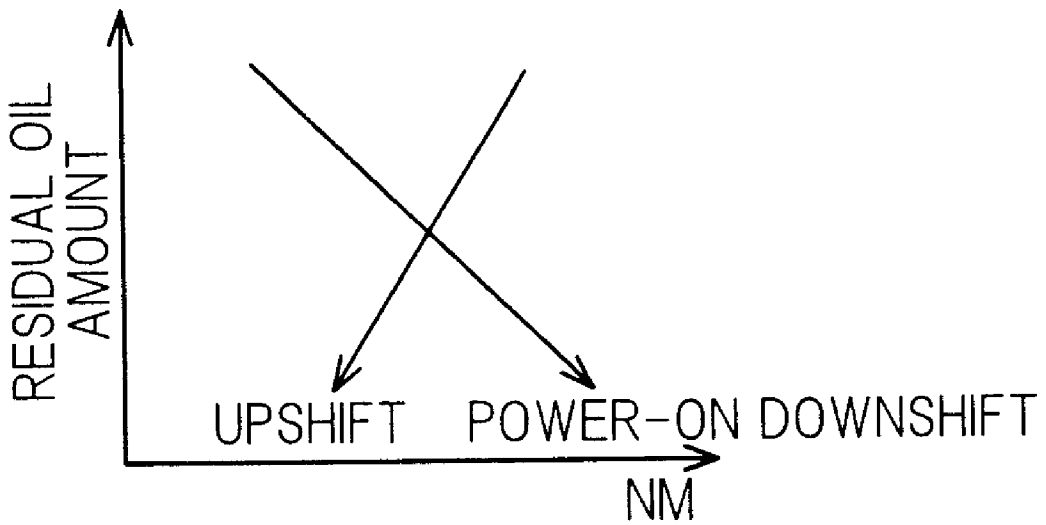 RESIDUAL OIL
AMOUNT
UPSHIFT
POWER-ON DOWNSHIFT
NM